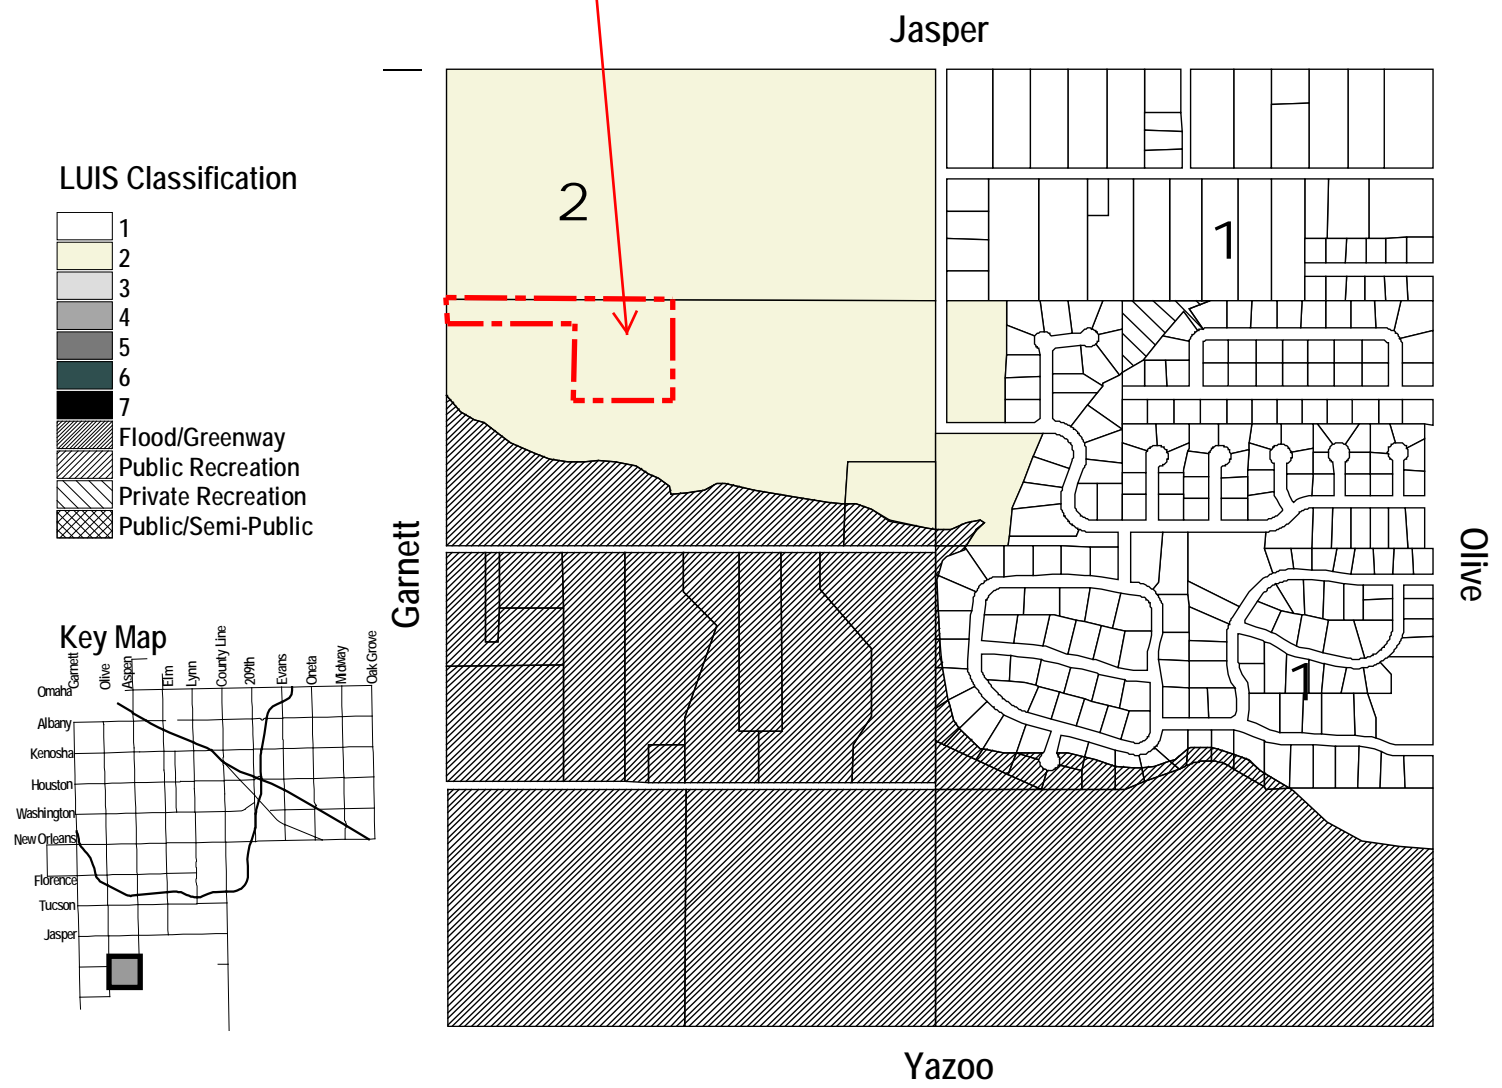 Jasper
LUIS Classification
1
2
3
4
5
6
7
Flood/Greenway
Public Recreation
Private Recreation
Public/Semi-Public
2
1
1
Garnett
Olive
Yazoo
Key Map
Garnett
Olive
Aspen
Elm
Lynn
County Line
209th
Evans
Oneta
Midway
Oak Grove
Omaha
Albany
Kenosha
Houston
Washington
New Orleans
Florence
Tucson
Jasper